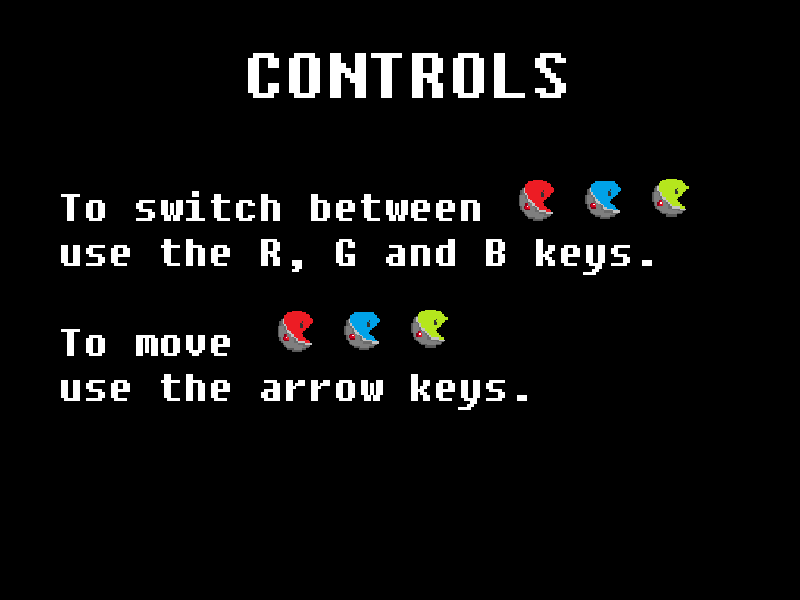 CONTROLS
To switch between
use the R, G and B keys.
To move
use the arrow keys.